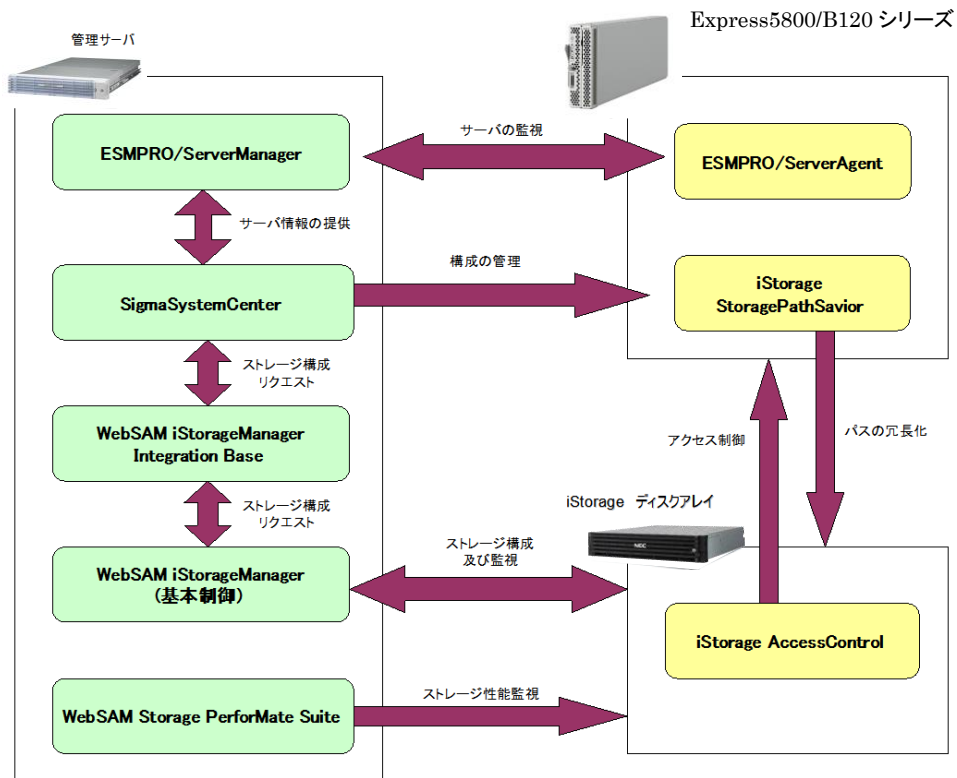 Express5800/B120 シリーズ
管理サーバ
ESMPRO/ServerManager
サーバの監視
ESMPRO/ServerAgent
サーバ情報の提供
SigmaSystemCenter
構成の管理
iStorage
StoragePathSavior
ストレージ構成
リクエスト
WebSAM iStorageManager
Integration Base
アクセス制御
パスの冗長化
ストレージ構成
リクエスト
iStorage ディスクアレイ
NEC
WebSAM iStorageManager
(基本制御)
ストレージ構成
及び監視
iStorage AccessControl
WebSAM Storage PerforMate Suite
ストレージ性能監視